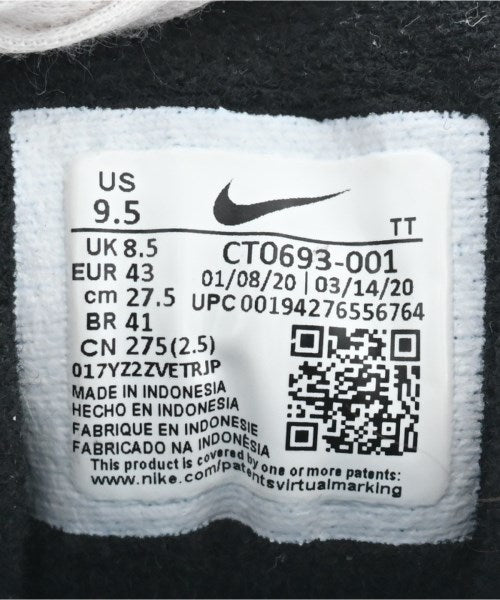 US
9.5
TT
UK 8.5
EUR 43
cm 27.5
BR 41
CN 275(2.5)
CT0693-001
01/08/20 | 03/14/20
UPC 00194276556764
017YZ2ZVETRJP
MADE IN INDONESIA
HECHO EN INDONESIA
FABRIQUE EN INDONESIE
FABRICADO NA INDONÉSIA
This product is covered by one or more patents:
www.nike.com/patentsvirtualmarking